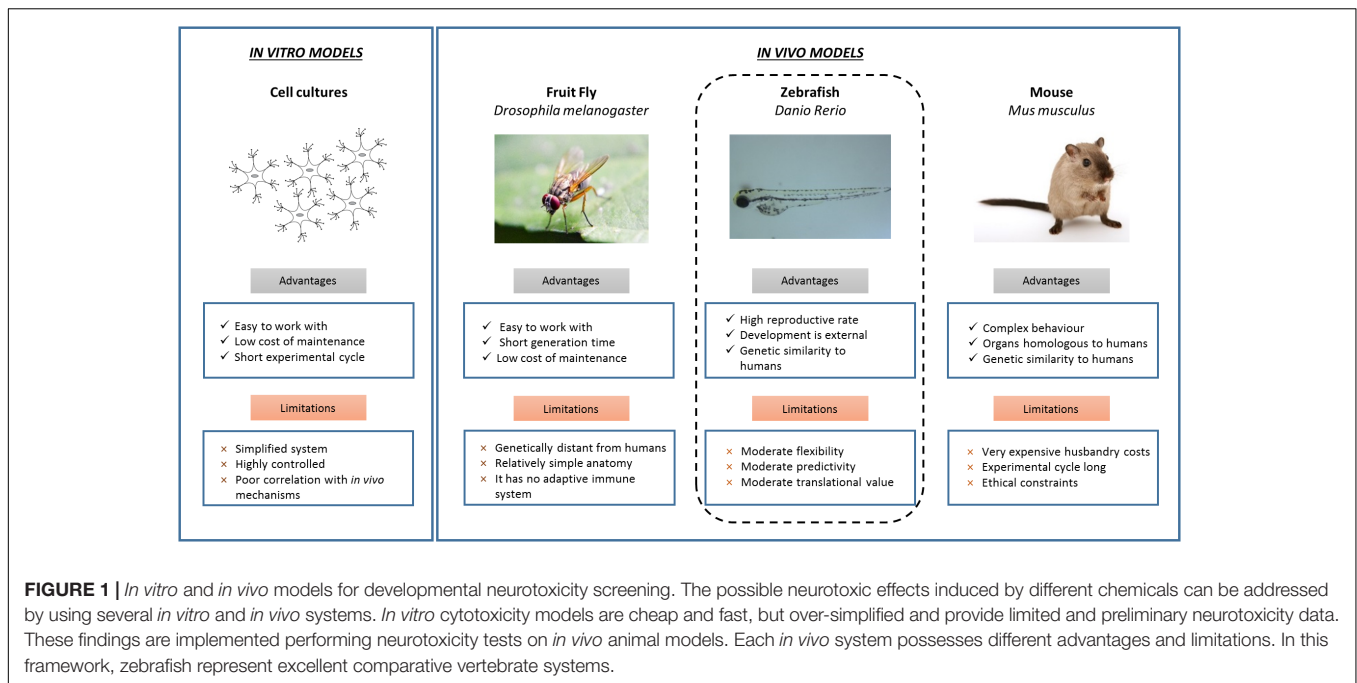 IN VITRO MODELS
Cell cultures
Advantages
✓ Easy to work with
✓ Low cost of maintenance
✓ Short experimental cycle
Limitations
× Simplified system
× Highly controlled
× Poor correlation with in vivo
mechanisms
IN VIVO MODELS
Fruit Fly
Drosophila melanogaster
Advantages
✓ Easy to work with
✓ Short generation time
✓ Low cost of maintenance
Limitations
× Genetically distant from humans
× Relatively simple anatomy
× It has no adaptive immune
system
Zebrafish
Danio Rerio
Advantages
✓ High reproductive rate
✓ Development is external
✓ Genetic similarity to
humans
Limitations
× Moderate flexibility
× Moderate predictivity
× Moderate translational value
Mouse
Mus musculus
Advantages
✓ Complex behaviour
✓ Organs homologous to humans
✓ Genetic similarity to humans
Limitations
× Very expensive husbandry costs
× Experimental cycle long
× Ethical constraints
FIGURE 1 | In vitro and in vivo models for developmental neurotoxicity screening. The possible neurotoxic effects induced by different chemicals can be addressed
by using several in vitro and in vivo systems. In vitro cytotoxicity models are cheap and fast, but over-simplified and provide limited and preliminary neurotoxicity data.
These findings are implemented performing neurotoxicity tests on in vivo animal models. Each in vivo system possesses different advantages and limitations. In this
framework, zebrafish represent excellent comparative vertebrate systems.